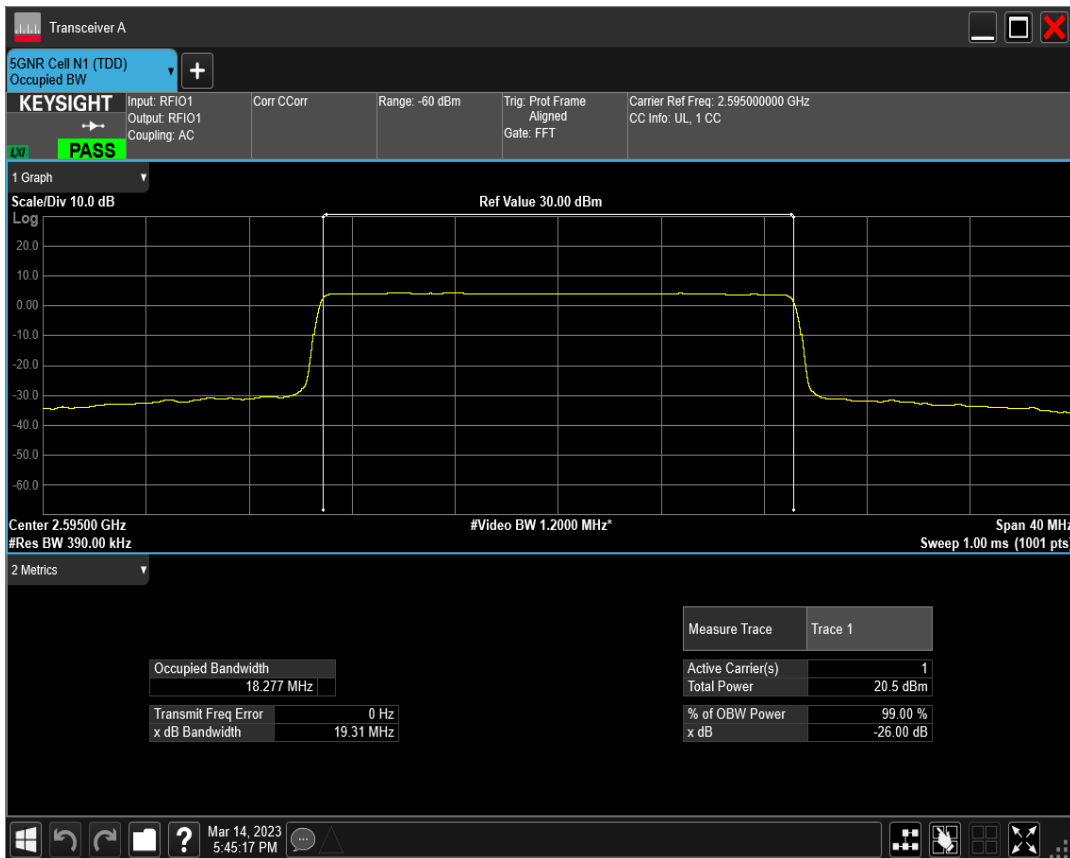 Transceiver A
5GNR Cell N1 (TDD)
Occupied BW
KEYSIGHT
LXI
PASS
Input: RFIO1
Output: RFIO1
Coupling: AC
Corr CCorr
Range: -60 dBm
Trig: Prot Frame
Aligned
Gate: FFT
Carrier Ref Freq: 2.595000000 GHz
CC Info: UL, 1 CC
1 Graph
Scale/Div 10.0 dB
Ref Value 30.00 dBm
Log
20.0
10.0
0.00
-10.0
-20.0
-30.0
-40.0
-50.0
-60.0
Center 2.59500 GHz
#Video BW 1.2000 MHz*
Span 40 MHz
#Res BW 390.00 kHz
Sweep 1.00 ms (1001 pts)
2 Metrics
Measure Trace Trace 1
Occupied Bandwidth
18.277 MHz
Active Carrier(s) 1
Total Power 20.5 dBm
Transmit Freq Error 0 Hz
x dB Bandwidth 19.31 MHz
% of OBW Power 99.00 %
x dB -26.00 dB
Mar 14, 2023
5:45:17 PM